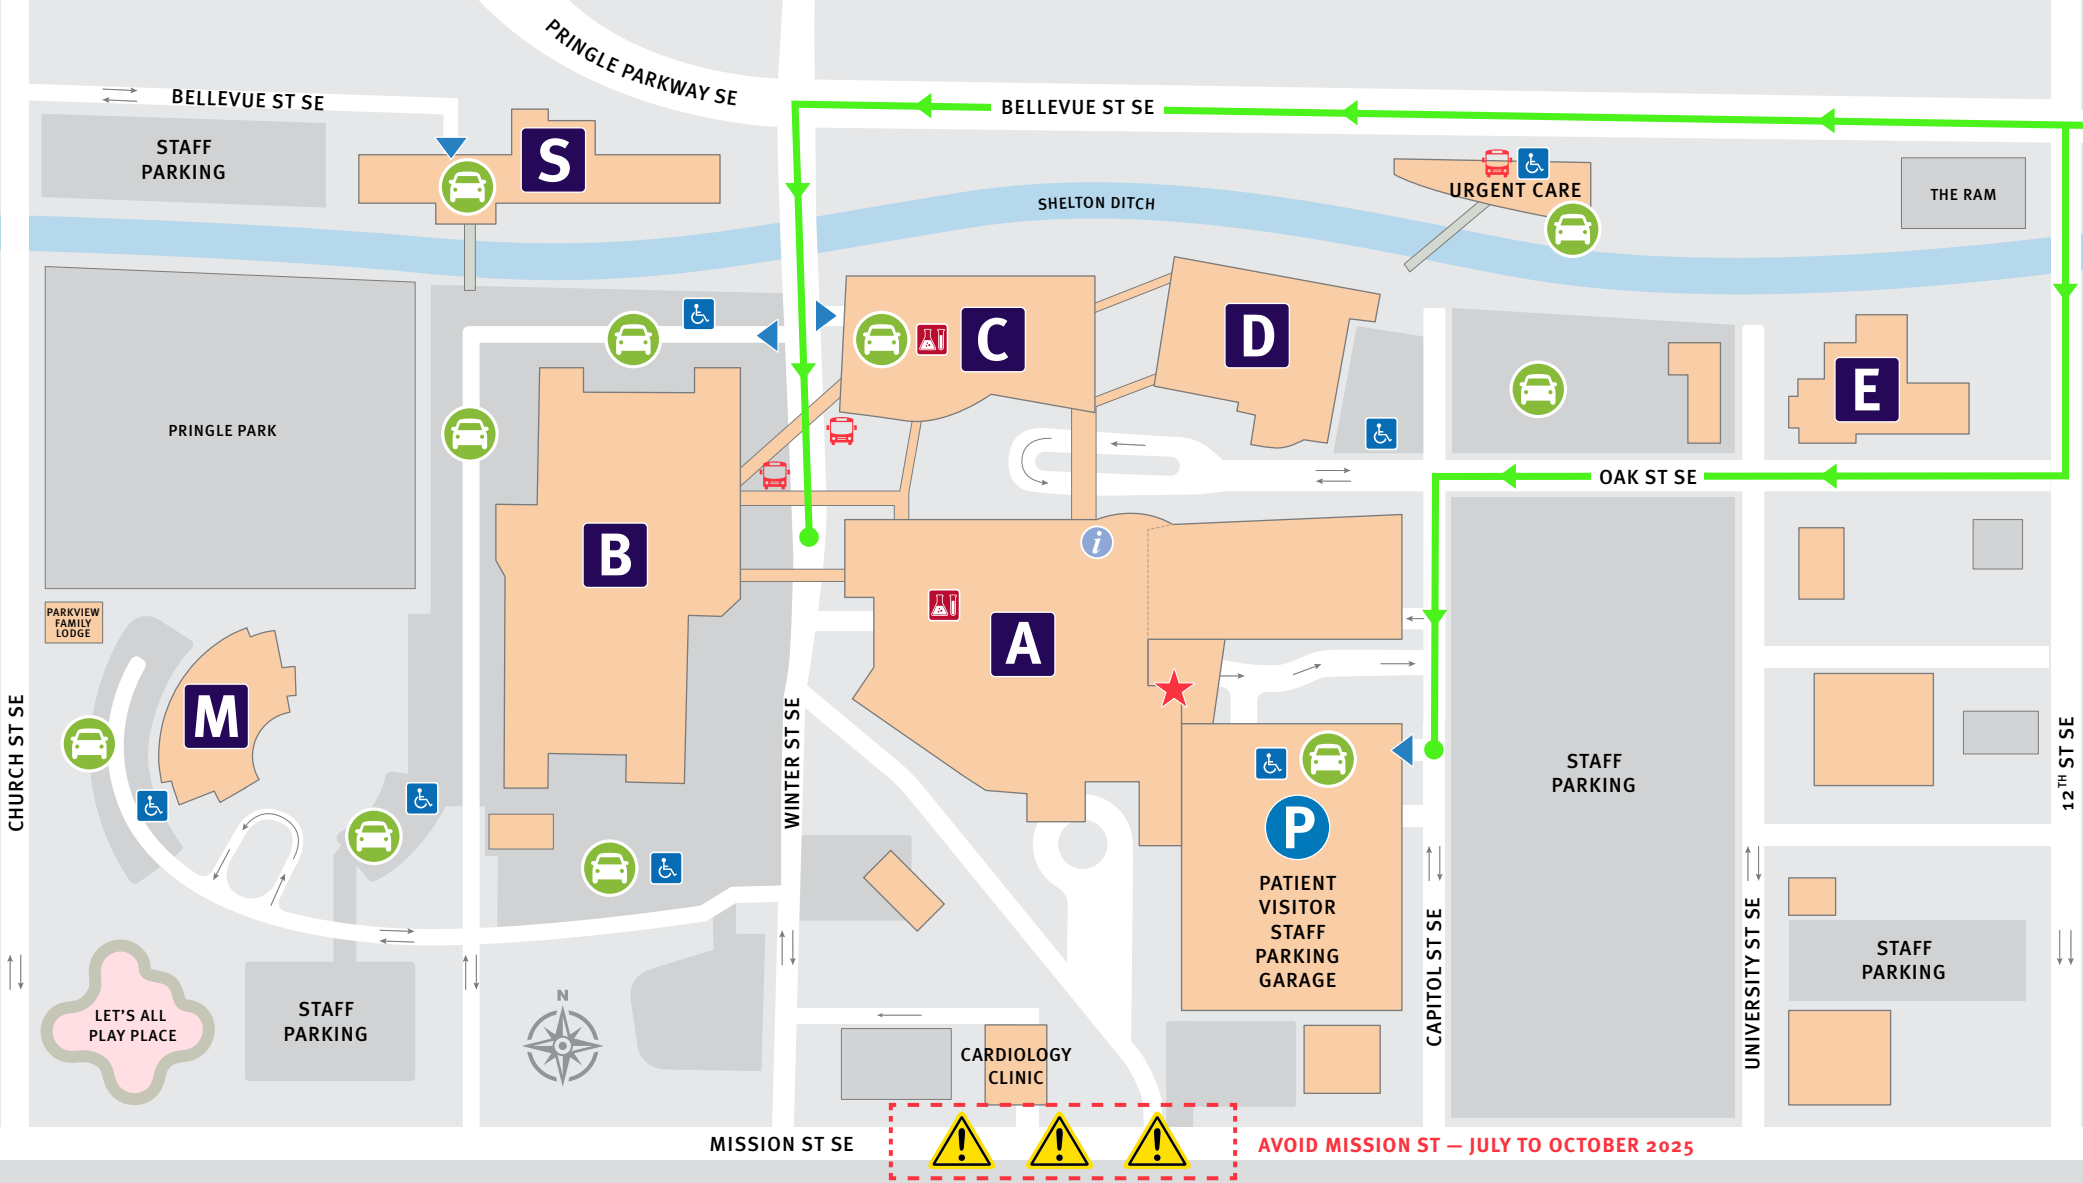 PRINGLE PARKWAY SE
BELLEVUE ST SE
BELLEVUE ST SE
STAFF
PARKING
S
SHELTON DITCH
URGENT CARE
THE RAM
C
D
E
PRINGLE PARK
OAK ST SE
B
i
A
PARKVIEW
FAMILY
LODGE
M
CHURCH ST SE
WINTER ST SE
P
PATIENT
VISITOR
STAFF
PARKING
GARAGE
STAFF
PARKING
12TH ST SE
CAPITOL ST SE
UNIVERSITY ST SE
STAFF
PARKING
LET'S ALL
PLAY PLACE
STAFF
PARKING
N
CARDIOLOGY
CLINIC
MISSION ST SE
AVOID MISSION ST — JULY TO OCTOBER 2025